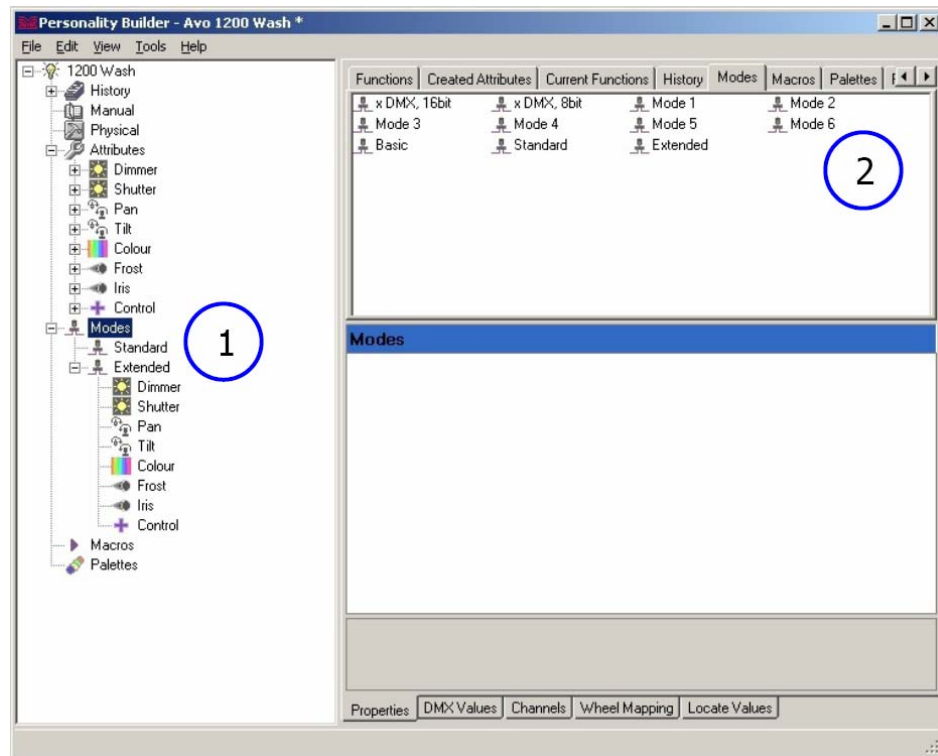 Personality Builder - Avo 1200 Wash *
File Edit View Tools Help
1200 Wash
History
Manual
Physical
Attributes
Dimmer
Shutter
Pan
Tilt
Colour
Frost
Iris
Control
Modes
Standard
Extended
Dimmer
Shutter
Pan
Tilt
Colour
Frost
Iris
Control
Macros
Palettes
1
Functions Created Attributes Current Functions History Modes Macros Palettes
x DMX, 16bit x DMX, 8bit Mode 1 Mode 2
Mode 3 Mode 4 Mode 5 Mode 6
Basic Standard Extended
2
Modes
Properties DMX Values Channels Wheel Mapping Locate Values